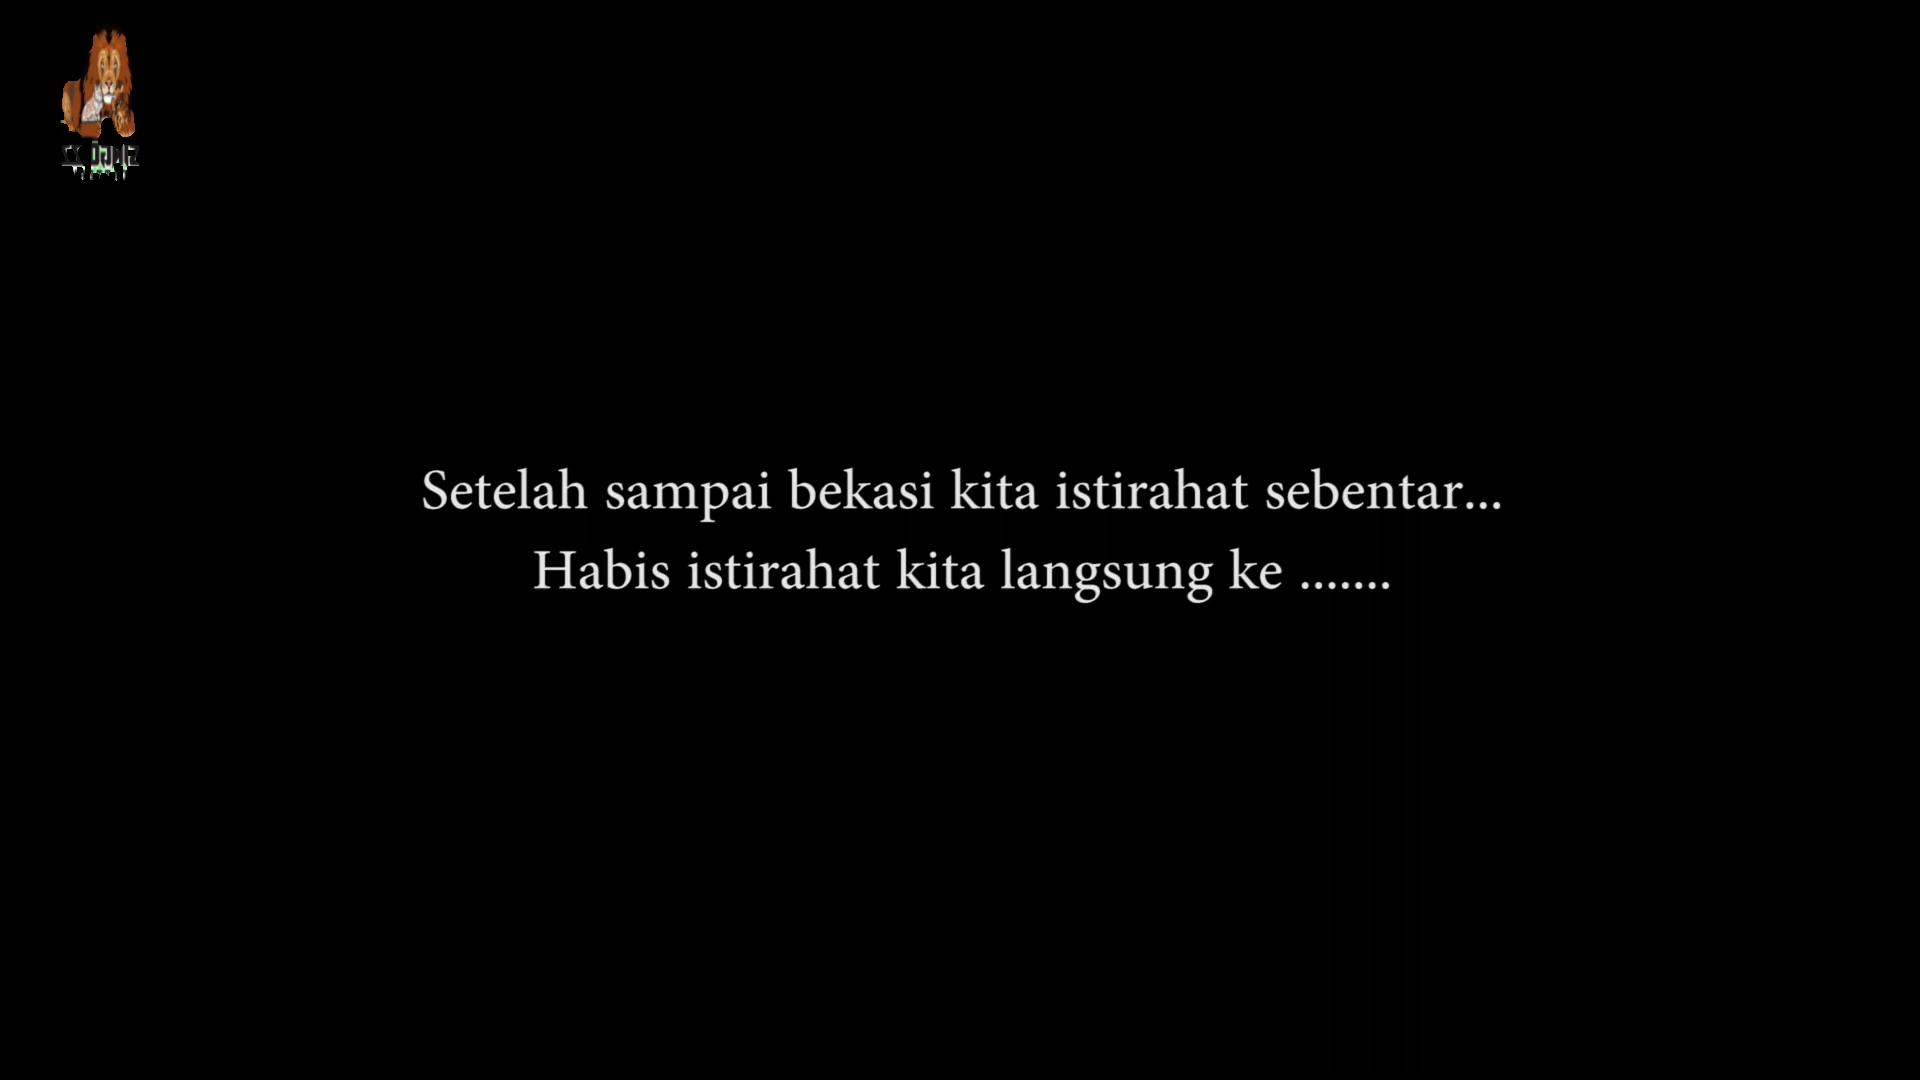 Setelah sampai bekasi kita istirahat sebentar...
Habis istirahat kita langsung ke .......